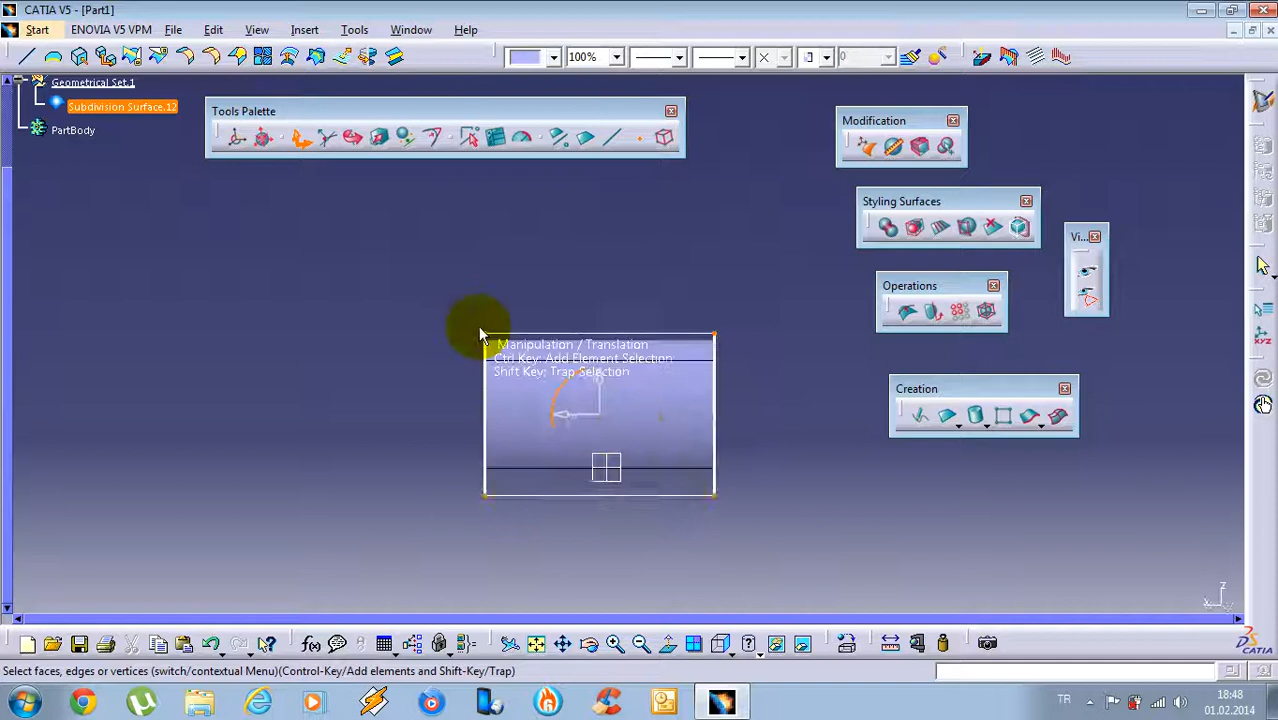 CATIA V5 - [Part1]
Start ENOVIA V5 VPM File Edit View Insert Tools Window Help
100%
0
Geometrical Set.1
Subdivision Surface.12
PartBody
Tools Palette
Modification
Styling Surfaces
Vi...
Operations
Creation
Manipulation / Translation
Ctrl Key: Add Element Selection
Shift Key: Trap Selection
z
f(x)
CATIA
Select faces, edges or vertices (switch/contextual Menu)(Control-Key/Add elements and Shift-Key/Trap)
TR
18:48
01.02.2014